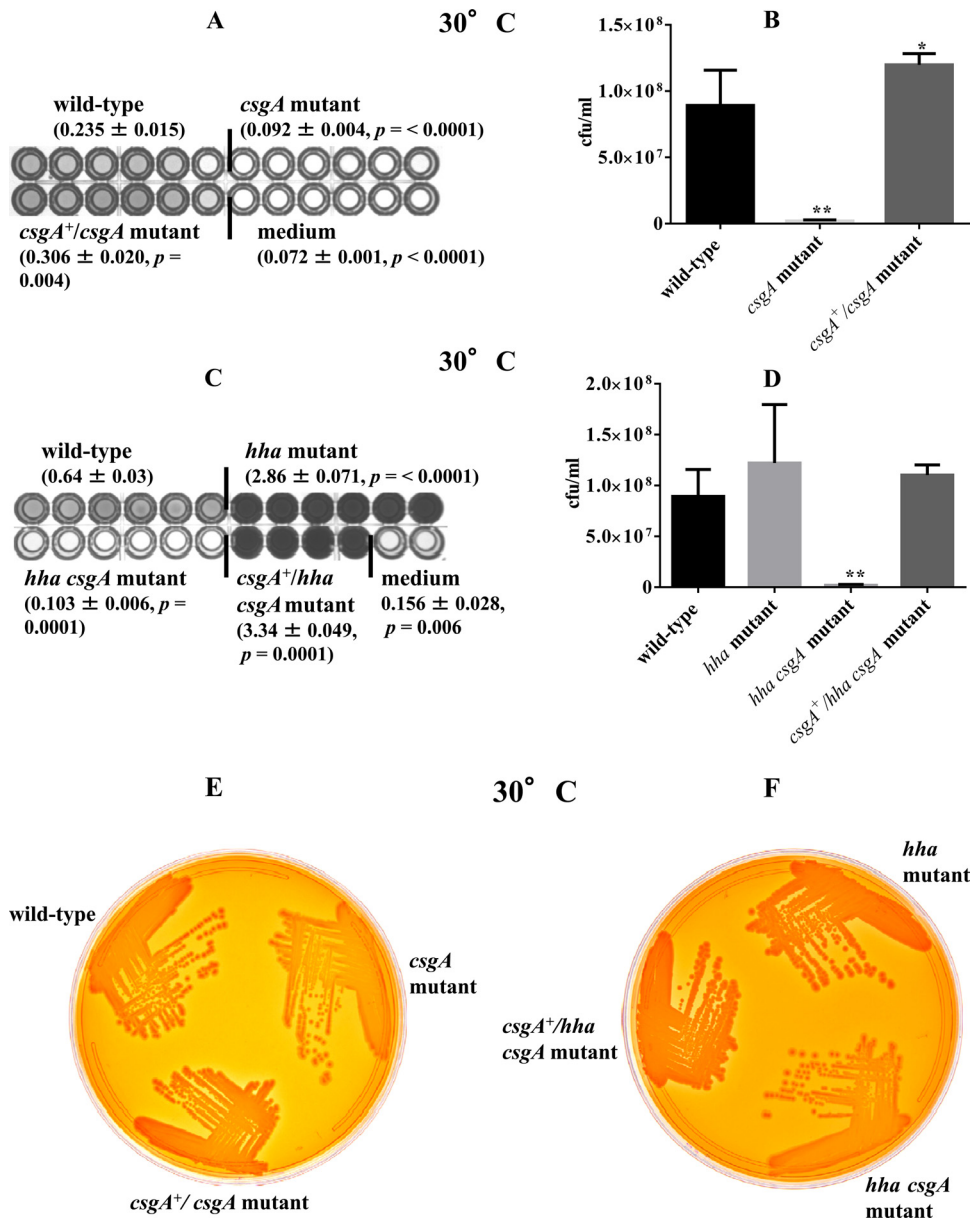 A
30° C
wild-type
(0.235 ± 0.015)
csgA mutant
(0.092 ± 0.004, p = < 0.0001)
csgA⁺/csgA mutant
(0.306 ± 0.020, p =
0.004)
medium
(0.072 ± 0.001, p < 0.0001)
B
cfu/ml
1.5×10⁸
1.0×10⁸
5.0×10⁷
0
**
*
wild-type
csgA mutant
csgA⁺/csgA mutant
30° C
C
wild-type
(0.64 ± 0.03)
hha mutant
(2.86 ± 0.071, p = < 0.0001)
hha csgA mutant
(0.103 ± 0.006, p =
0.0001)
csgA⁺/hha
csgA mutant
(3.34 ± 0.049,
p = 0.0001)
medium
0.156 ± 0.028,
p = 0.006
D
cfu/ml
2.0×10⁸
1.5×10⁸
1.0×10⁸
5.0×10⁷
0
**
wild-type
hha mutant
hha csgA mutant
csgA⁺/hha csgA mutant
E
30° C
wild-type
csgA
mutant
csgA⁺/ csgA mutant
F
hha
mutant
csgA⁺/hha
csgA mutant
hha csgA
mutant